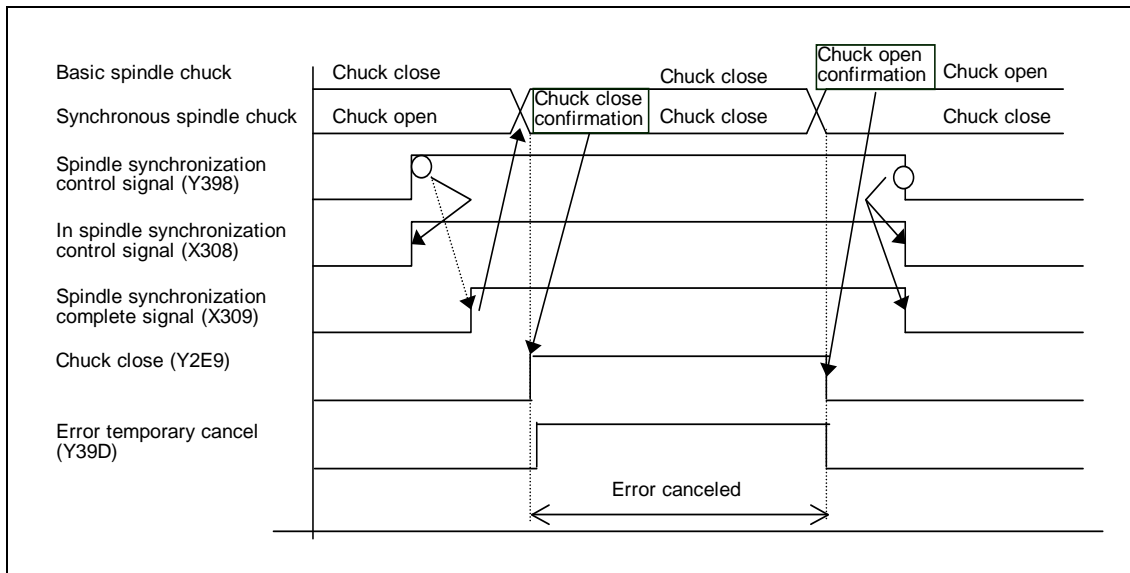 Basic spindle chuck
Chuck close
Chuck close
Chuck open
confirmation
Chuck open
Synchronous spindle chuck
Chuck open
Chuck close
confirmation
Chuck close
Chuck close
Spindle synchronization
control signal (Y398)
In spindle synchronization
control signal (X308)
Spindle synchronization
complete signal (X309)
Chuck close (Y2E9)
Error temporary cancel
(Y39D)
Error canceled